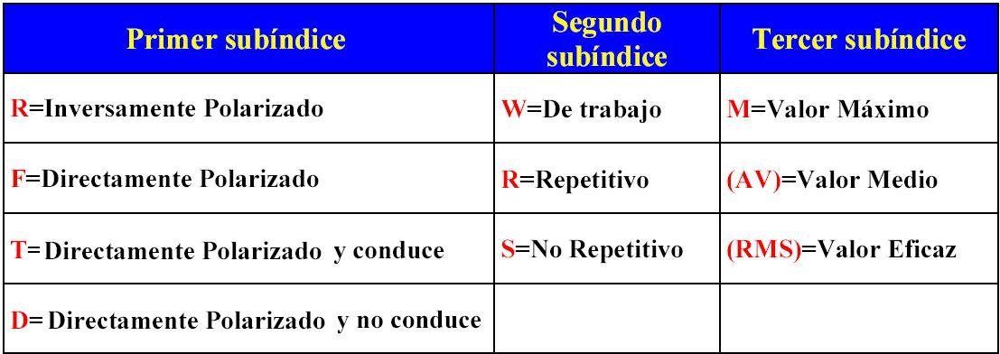 Primer subíndice
Segundo
subíndice
Tercer subíndice
R=Inversamente Polarizado
W=De trabajo
M=Valor Máximo
F=Directamente Polarizado
R=Repetitivo
(AV)=Valor Medio
T= Directamente Polarizado y conduce
S=No Repetitivo
(RMS)=Valor Eficaz
D= Directamente Polarizado y no conduce